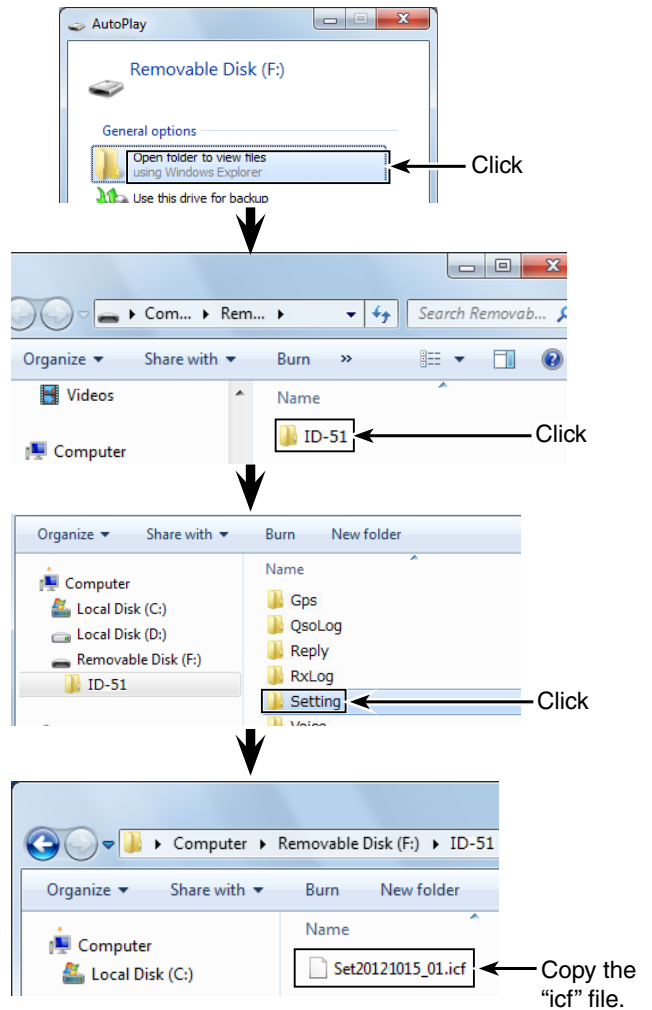 AutoPlay
Removable Disk (F:)
General options
Open folder to view files
using Windows Explorer
Click
Use this drive for backup
Com... Rem... Search Removab...
Organize Share with Burn »
Videos
Name
ID-51
Click
Computer
Organize Share with Burn New folder
Name
Computer
Gps
Local Disk (C:)
QsoLog
Local Disk (D:)
Reply
Removable Disk (F:)
RxLog
ID-51
Setting
Click
Voice
Computer Removable Disk (F:) ID-51
Organize Share with Burn New folder
Name
Computer
Set20121015_01.icf
Local Disk (C:)
Copy the
“icf” file.